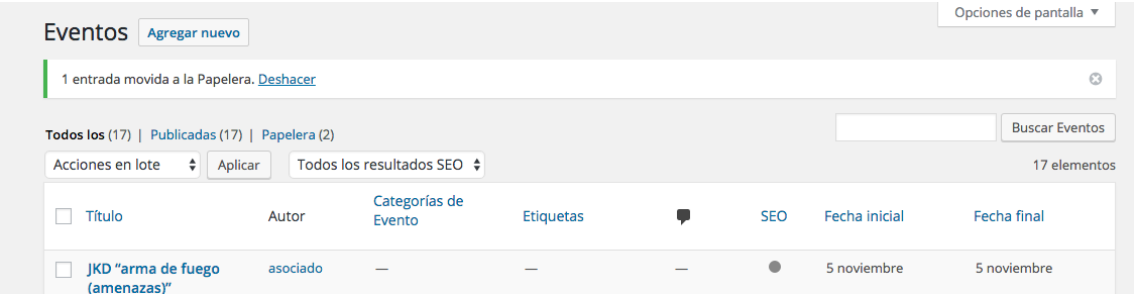 Opciones de pantalla ▼
Eventos Agregar nuevo
1 entrada movida a la Papelera. Deshacer
Todos los (17) | Publicadas (17) | Papelera (2)
Buscar Eventos
Acciones en lote Aplicar Todos los resultados SEO
17 elementos
Título Autor Categorías de Evento Etiquetas SEO Fecha inicial Fecha final
JKD “arma de fuego (amenazas)” asociado — — — 5 noviembre 5 noviembre